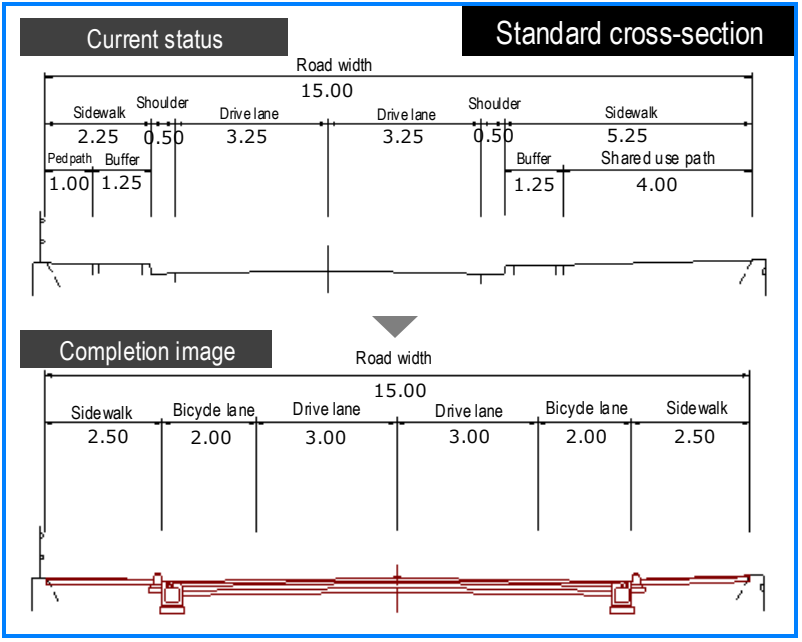 Current status
Standard cross-section
Road width
15.00
Sidewalk Shoulder Drive lane Drive lane Shoulder Sidewalk
2.25 0.50 3.25 3.25 0.50 5.25
Ped path Buffer Buffer Shared use path
1.00 1.25 1.25 4.00
Completion image
Road width
15.00
Sidewalk Bicycle lane Drive lane Drive lane Bicycle lane Sidewalk
2.50 2.00 3.00 3.00 2.00 2.50